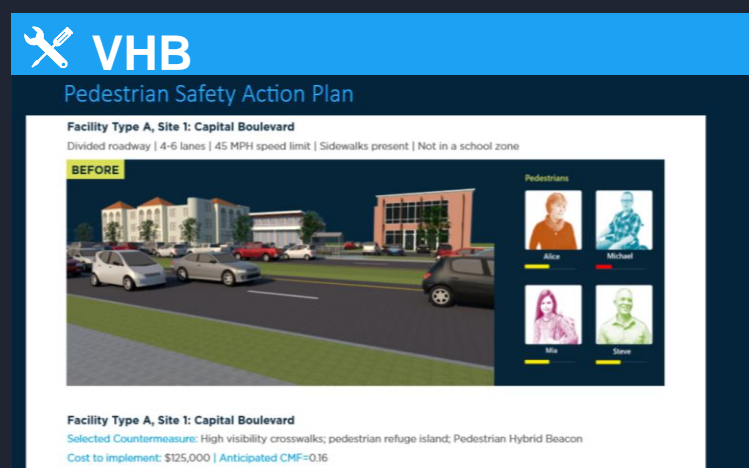 VHB
Pedestrian Safety Action Plan
Facility Type A, Site 1: Capital Boulevard
Divided roadway | 4-6 lanes | 45 MPH speed limit | Sidewalks present | Not in a school zone
BEFORE
Pedestrians
Alice
Michael
Mia
Steve
Facility Type A, Site 1: Capital Boulevard
Selected Countermeasure: High visibility crosswalks; pedestrian refuge island; Pedestrian Hybrid Beacon
Cost to implement: $125,000 | Anticipated CMF=0.16